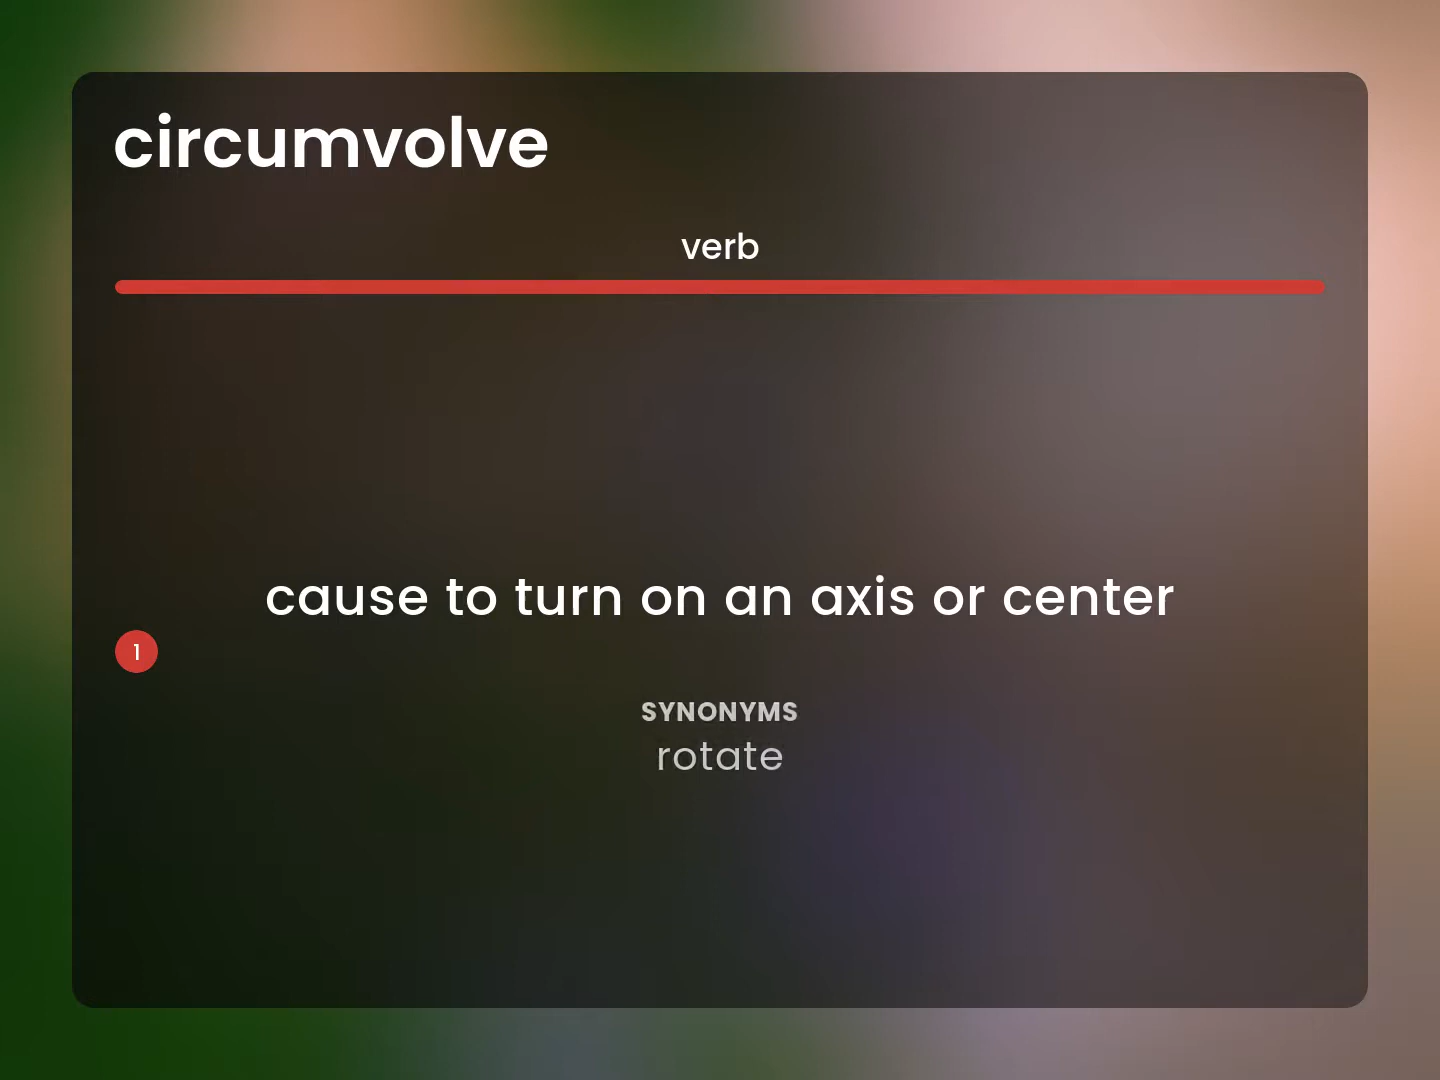 circumvolve
verb
cause to turn on an axis or center
1
SYNONYMS
rotate